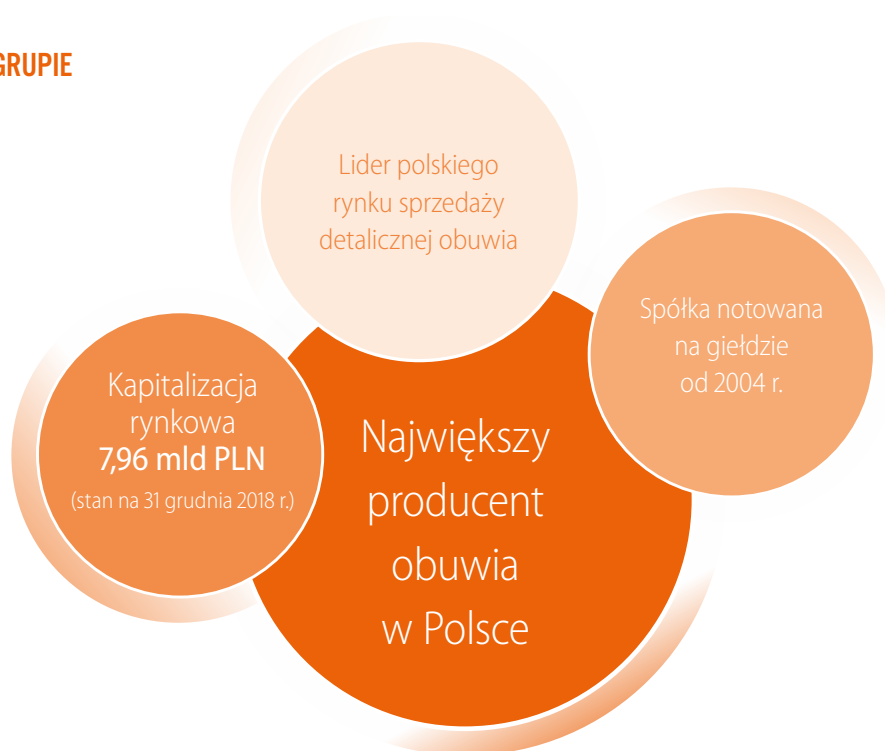 GRUPIE
Lider polskiego
rynku sprzedaży
detalicznej obuwia
Spółka notowana
na giełdzie
od 2004 r.
Kapitalizacja
rynkowa
7,96 mld PLN
(stan na 31 grudnia 2018 r.)
Największy
producent
obuwia
w Polsce